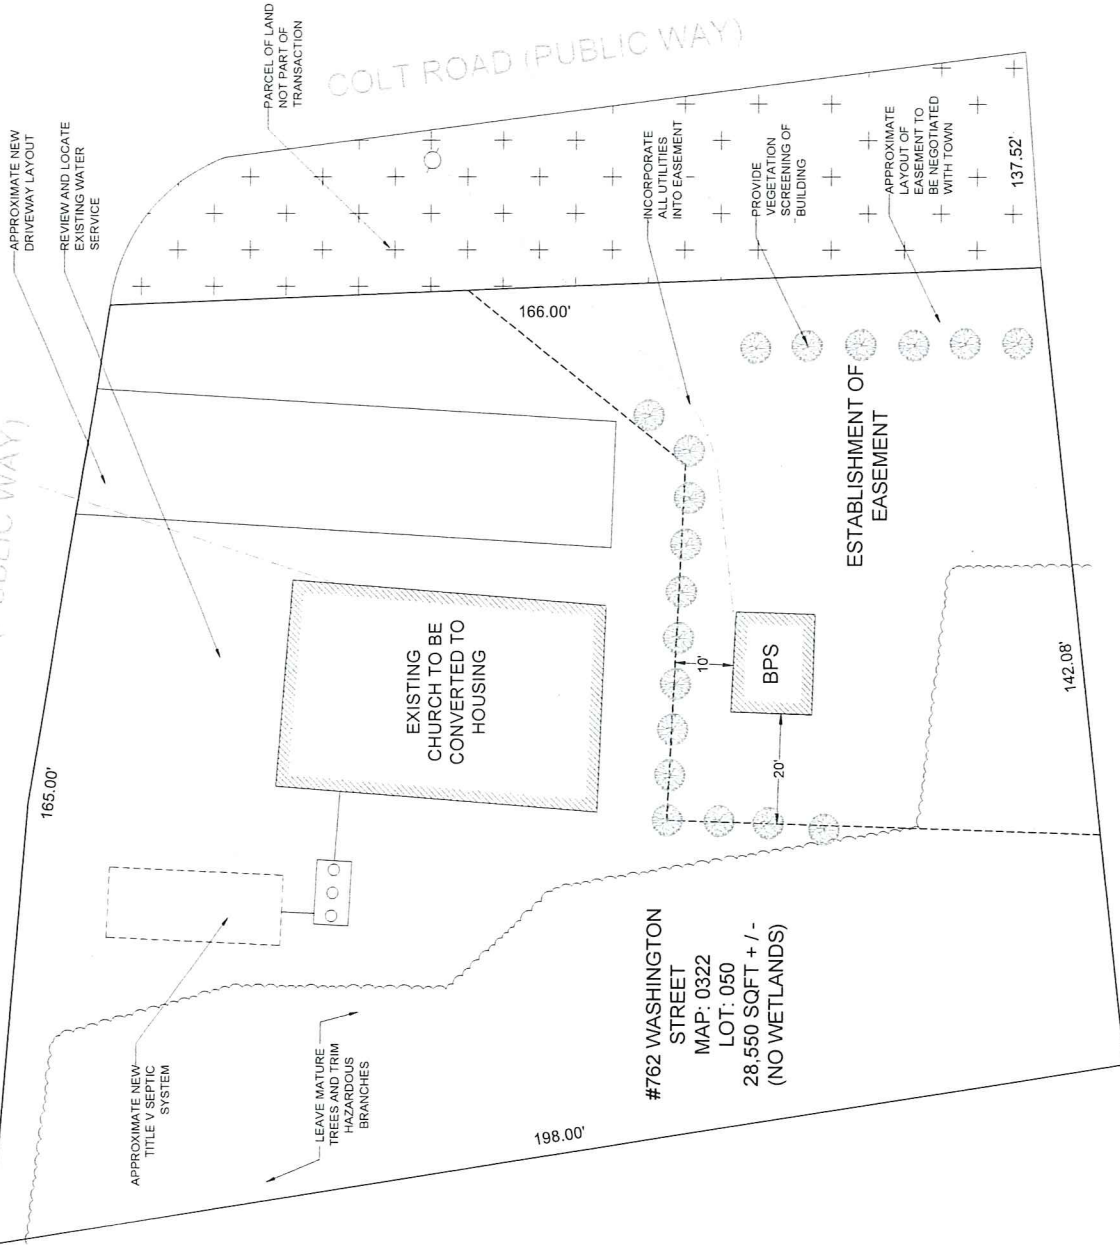 COLT ROAD (PUBLIC WAY)
PARCEL OF LAND
NOT PART OF
TRANSACTION
APPROXIMATE NEW
DRIVEWAY LAYOUT
REVIEW AND LOCATE
EXISTING WATER
SERVICE
INCORPORATE
ALL UTILITIES
INTO EASEMENT
PROVIDE
VEGETATION
SCREENING OF
BUILDING
APPROXIMATE
LAYOUT OF
EASEMENT TO
BE NEGOTIATED
WITH TOWN
137.52'
166.00'
WAY)
ESTABLISHMENT OF
EASEMENT
EXISTING
CHURCH TO BE
CONVERTED TO
HOUSING
10'
BPS
20'
142.08'
165.00'
#762 WASHINGTON
STREET
MAP: 0322
LOT: 050
28,550 SQFT + / -
(NO WETLANDS)
APPROXIMATE NEW
TITLE V SEPTIC
SYSTEM
LEAVE MATURE
TREES AND TRIM
HAZARDOUS
BRANCHES
198.00'